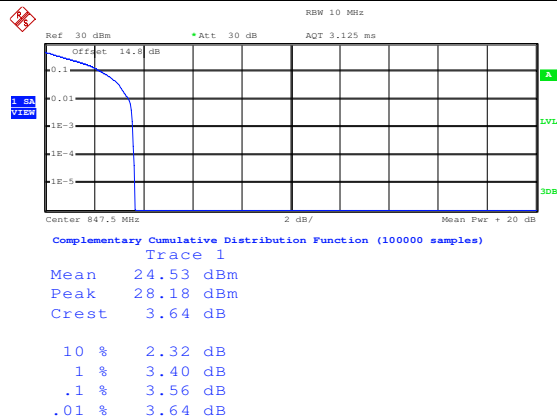 RBW 10 MHz
Ref 30 dBm *Att 30 dB AQT 3.125 ms
Offset 14.8 dB
0.1
0.01
1E-3
1E-4
1E-5
A
1 SA
VIEW
LVL
3DB
Center 847.5 MHz 2 dB/ Mean Pwr + 20 dB
Complementary Cumulative Distribution Function (100000 samples)
Trace 1
Mean 24.53 dBm
Peak 28.18 dBm
Crest 3.64 dB
10 % 2.32 dB
1 % 3.40 dB
.1 % 3.56 dB
.01 % 3.64 dB